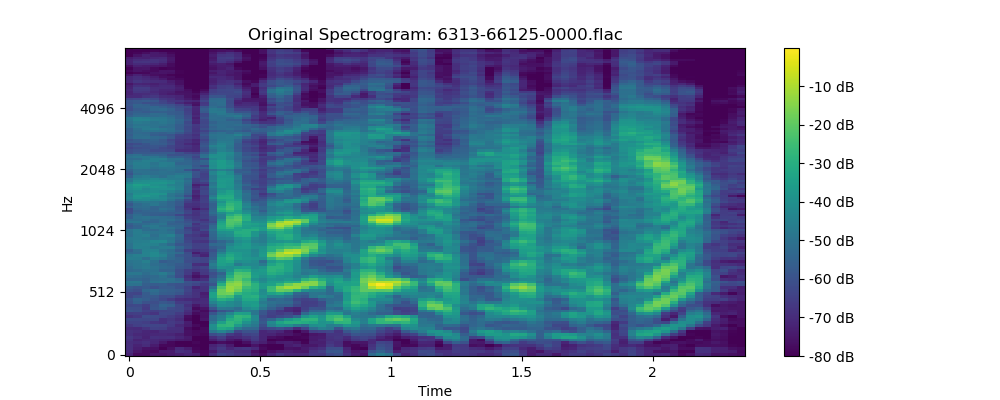 Original Spectrogram: 6313-66125-0000.flac
4096
2048
1024
512
0
Hz
0
0.5
1
1.5
2
Time
-10 dB
-20 dB
-30 dB
-40 dB
-50 dB
-60 dB
-70 dB
-80 dB